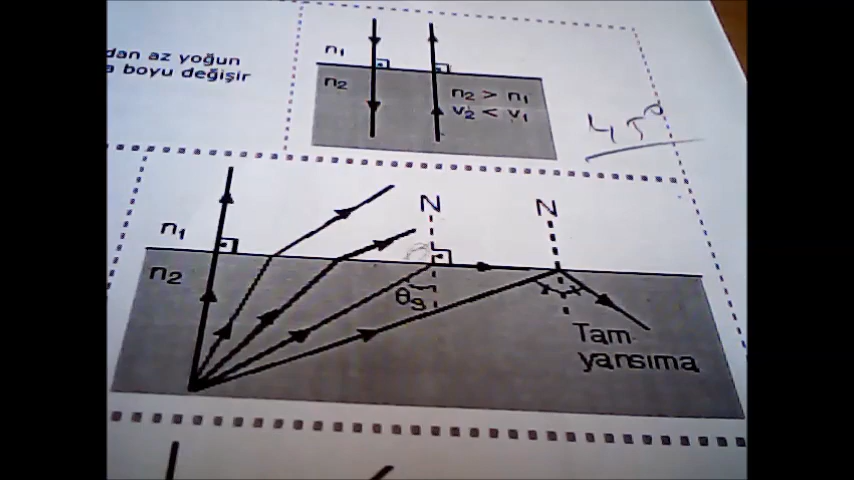 dan az yoğun
boyu değişir
n₁
n₂
n₂ > n₁
v₂ < v₁
45°
n₁
n₂
N
N
θₛ
Tam
yansıma